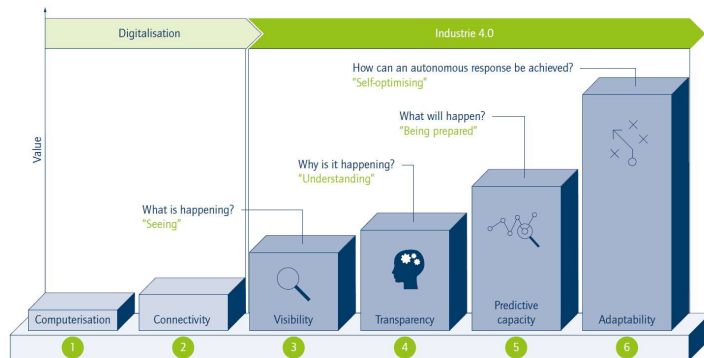 Digitalisation
Industrie 4.0
How can an autonomous response be achieved?
"Self-optimising"
What will happen?
"Being prepared"
Why is it happening?
"Understanding"
What is happening?
"Seeing"
Value
Computerisation
Connectivity
Visibility
Transparency
Predictive
capacity
Adaptability
1
2
3
4
5
6